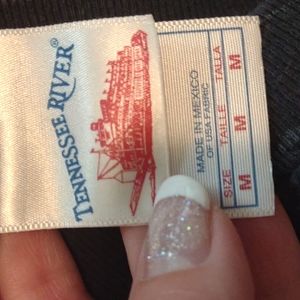 TENNESSEE RIVER®
MADE IN MEXICO
OF USA FABRIC
SIZE TAILLE TALLA
M M M